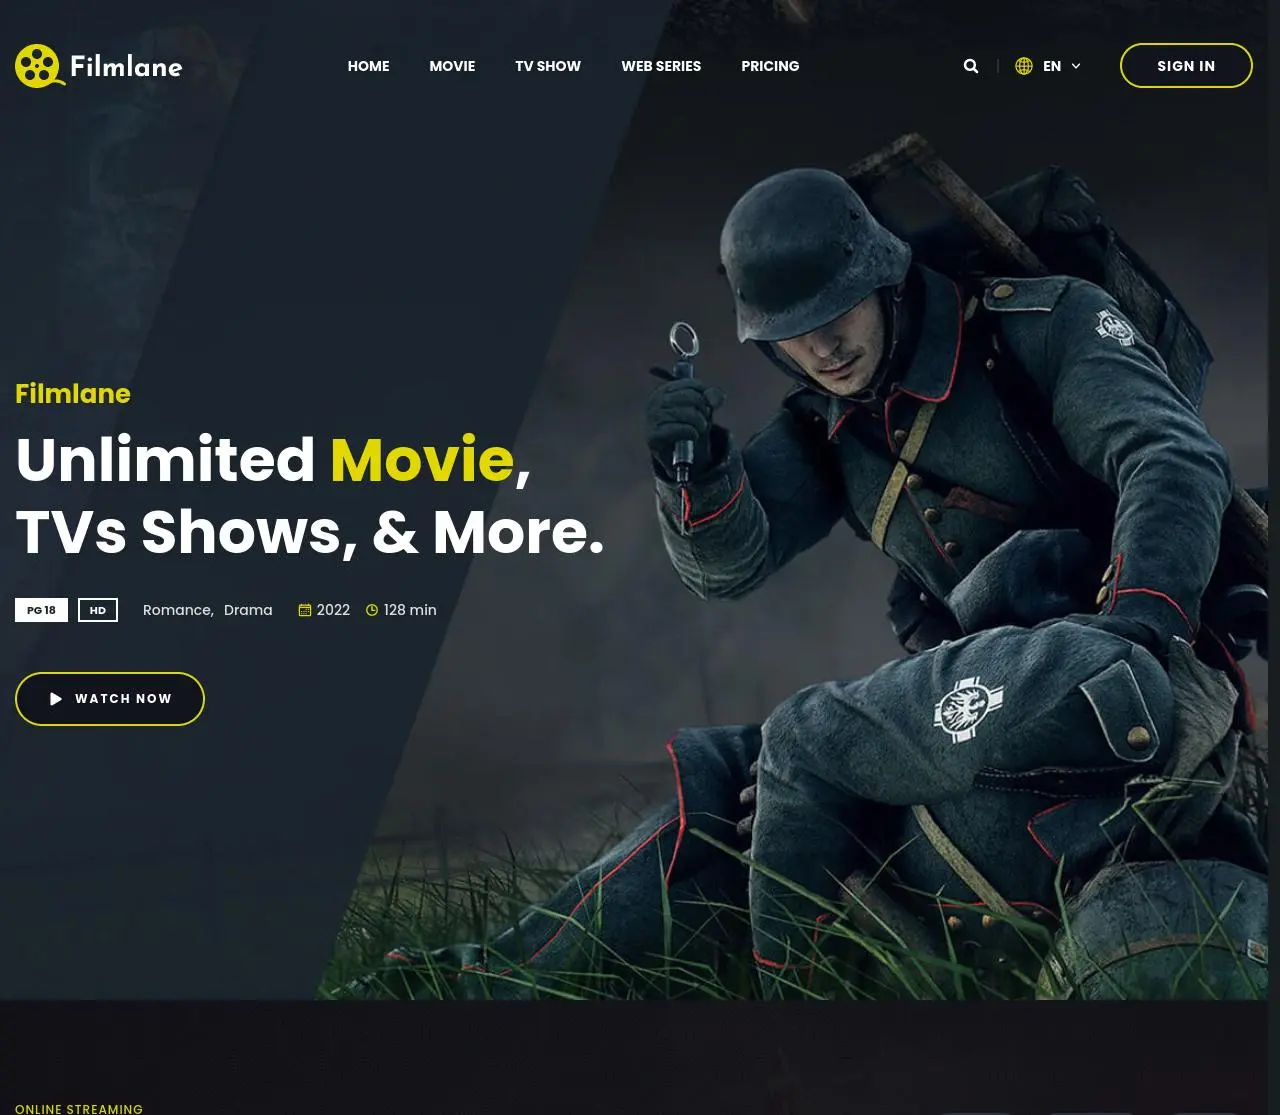 Filmlane
HOME MOVIE TV SHOW WEB SERIES PRICING
EN
SIGN IN
Filmlane
Unlimited Movie,
TVs Shows, & More.
PG 18 HD Romance, Drama 2022 128 min
WATCH NOW
ONLINE STREAMING